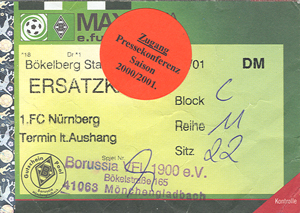 MAY
e.fu
Zugang
Pressekonferenz
Saison
2000/2001.
Bökelberg Sta /01 DM
ERSATZK
Block C
1.FC Nürnberg
Reihe 11
Termin lt.Aushang
Sitz 22
Borussia VFL 1900 e.V.
Bökelstraße 165
41063 Mönchengladbach
Kontrolle